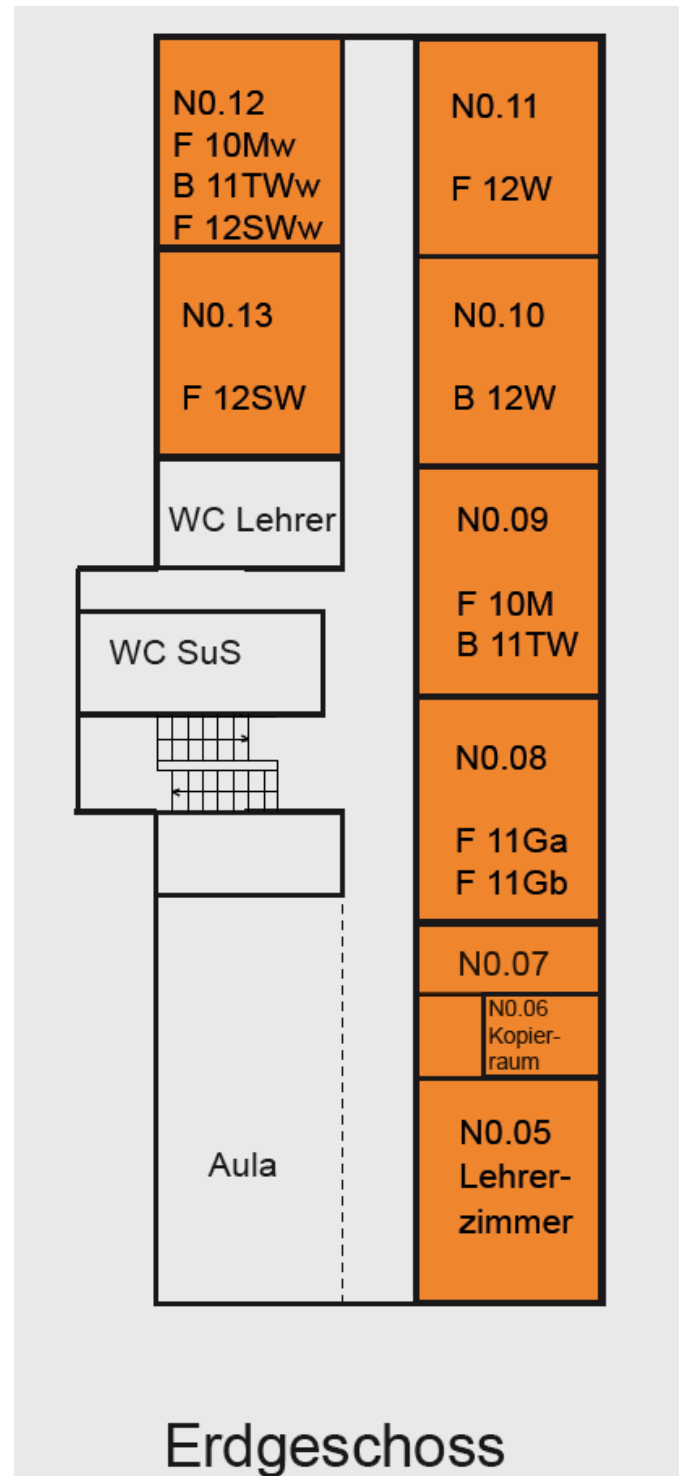 N0.12
F 10Mw
B 11TWw
F 12SWw
N0.11
F 12W
N0.13
F 12SW
N0.10
B 12W
WC Lehrer
N0.09
F 10M
B 11TW
WC SuS
N0.08
F 11Ga
F 11Gb
N0.07
N0.06
Kopier-
raum
Aula
N0.05
Lehrer-
zimmer
Erdgeschoss